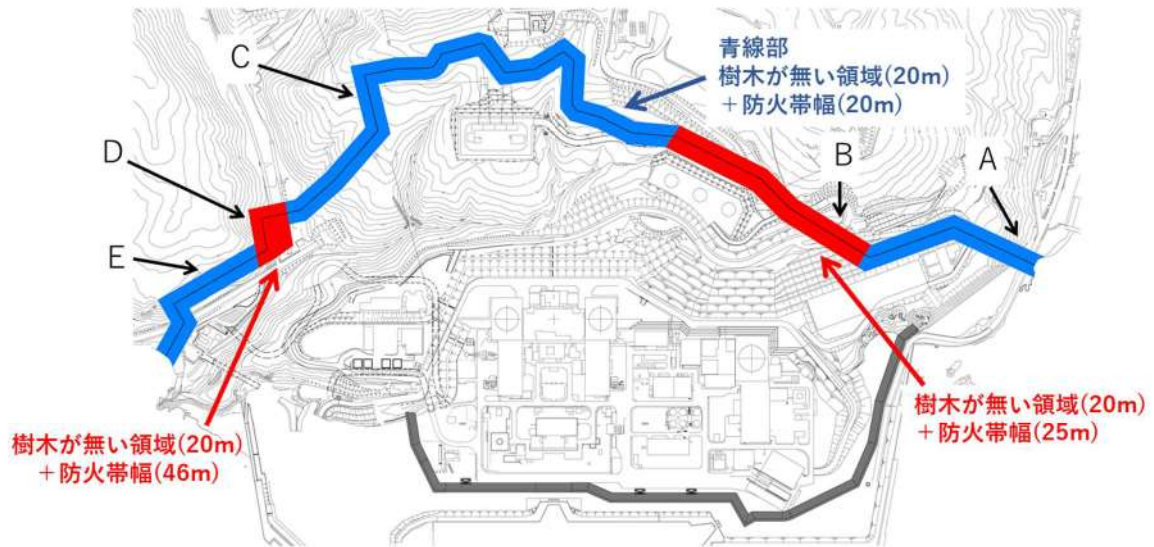 C
青線部
樹木が無い領域(20m)
+防火帯幅(20m)
D
B
A
E
樹木が無い領域(20m)
+防火帯幅(25m)
樹木が無い領域(20m)
+防火帯幅(46m)